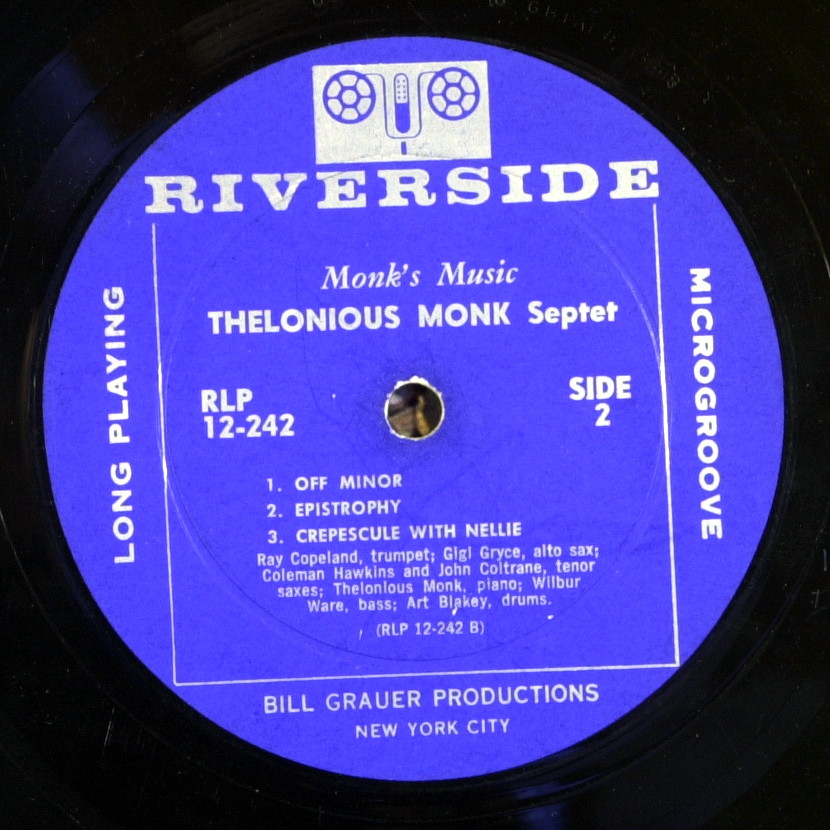 RIVERSIDE
Monk's Music
THELONIOUS MONK Septet
LONG PLAYING
MICROGROOVE
RLP
12-242
SIDE
2
1. OFF MINOR
2. EPISTROPHY
3. CREPESCULE WITH NELLIE
Ray Copeland, trumpet; Gigi Gryce, alto sax;
Coleman Hawkins and John Coltrane, tenor
saxes; Thelonious Monk, piano; Wilbur
Ware, bass; Art Blakey, drums.
(RLP 12-242 B)
BILL GRAUER PRODUCTIONS
NEW YORK CITY